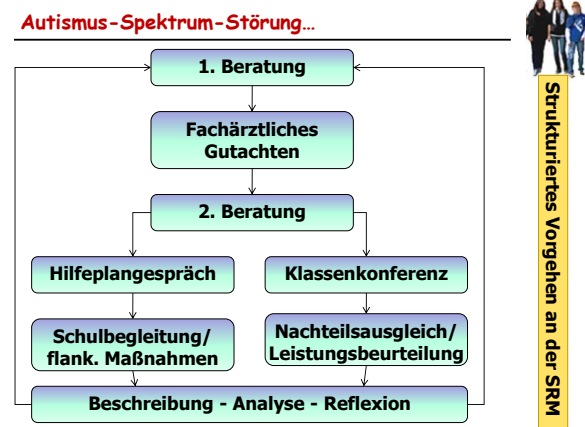 Autismus-Spektrum-Störung…
1. Beratung
Fachärztliches
Gutachten
2. Beratung
Hilfeplangespräch
Klassenkonferenz
Schulbegleitung/
flank. Maßnahmen
Nachteilsausgleich/
Leistungsbeurteilung
Beschreibung - Analyse - Reflexion
Strukturiertes Vorgehen an der SRM